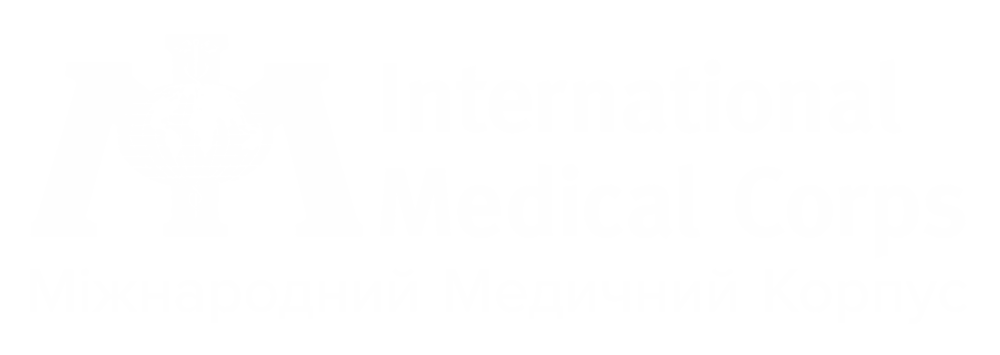 International
Medical Corps
Міжнародний Медичний Корпус